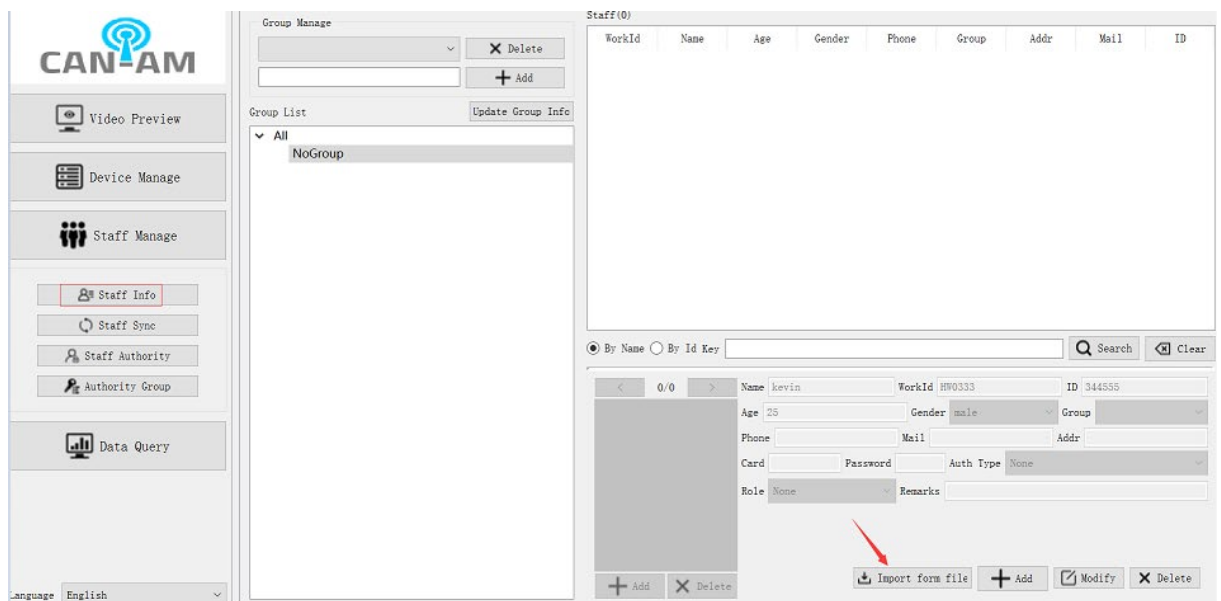 CAN-AM
Video Preview
Device Manage
Staff Manage
Staff Info
Staff Sync
Staff Authority
Authority Group
Data Query
Language English
Group Manage
Delete
Add
Group List Update Group Info
All
NoGroup
Staff(0)
WorkId Name Age Gender Phone Group Addr Mail ID
By Name By Id Key Search Clear
< 0/0 >
Name kevin WorkId HW0333 ID 344555
Age 25 Gender male Group
Phone Mail Addr
Card Password Auth Type None
Role None Remarks
Add Delete
Import form file Add Modify Delete